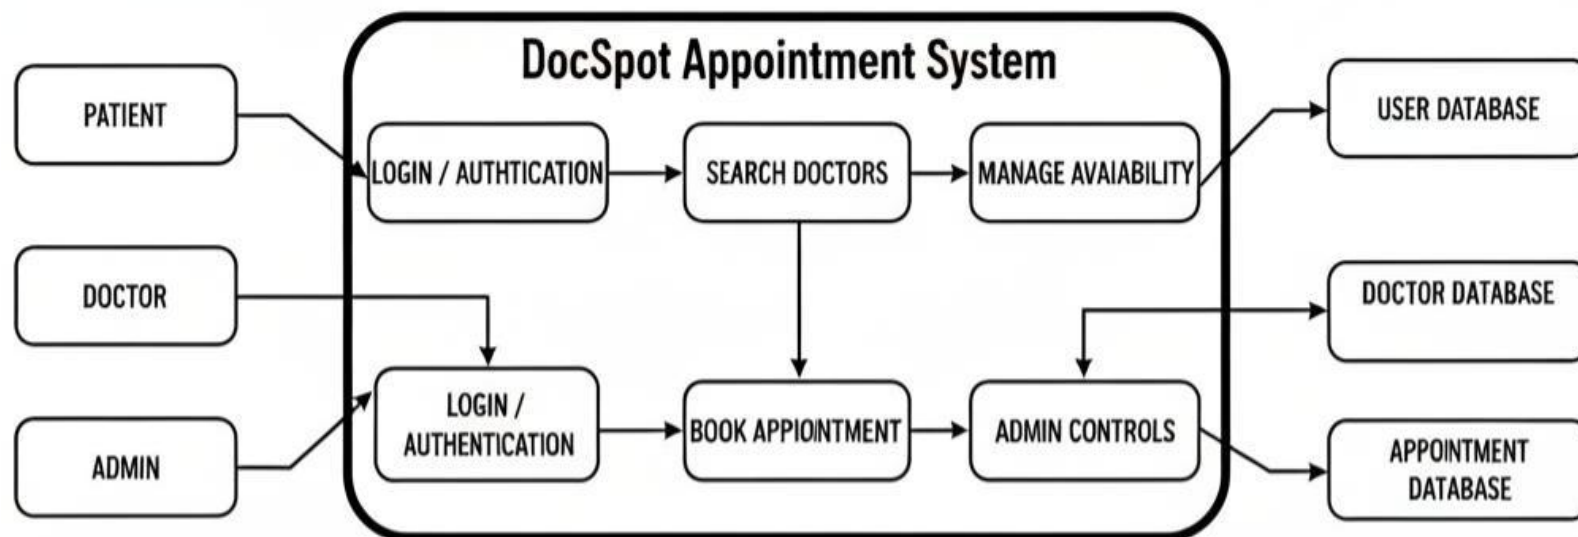 DocSpot Appointment System
PATIENT
LOGIN / AUTHTICATION
SEARCH DOCTORS
MANAGE AVAIABILITY
USER DATABASE
DOCTOR
DOCTOR DATABASE
ADMIN
LOGIN /
AUTHENTICATION
BOOK APPIONTMENT
ADMIN CONTROLS
APPOINTMENT
DATABASE